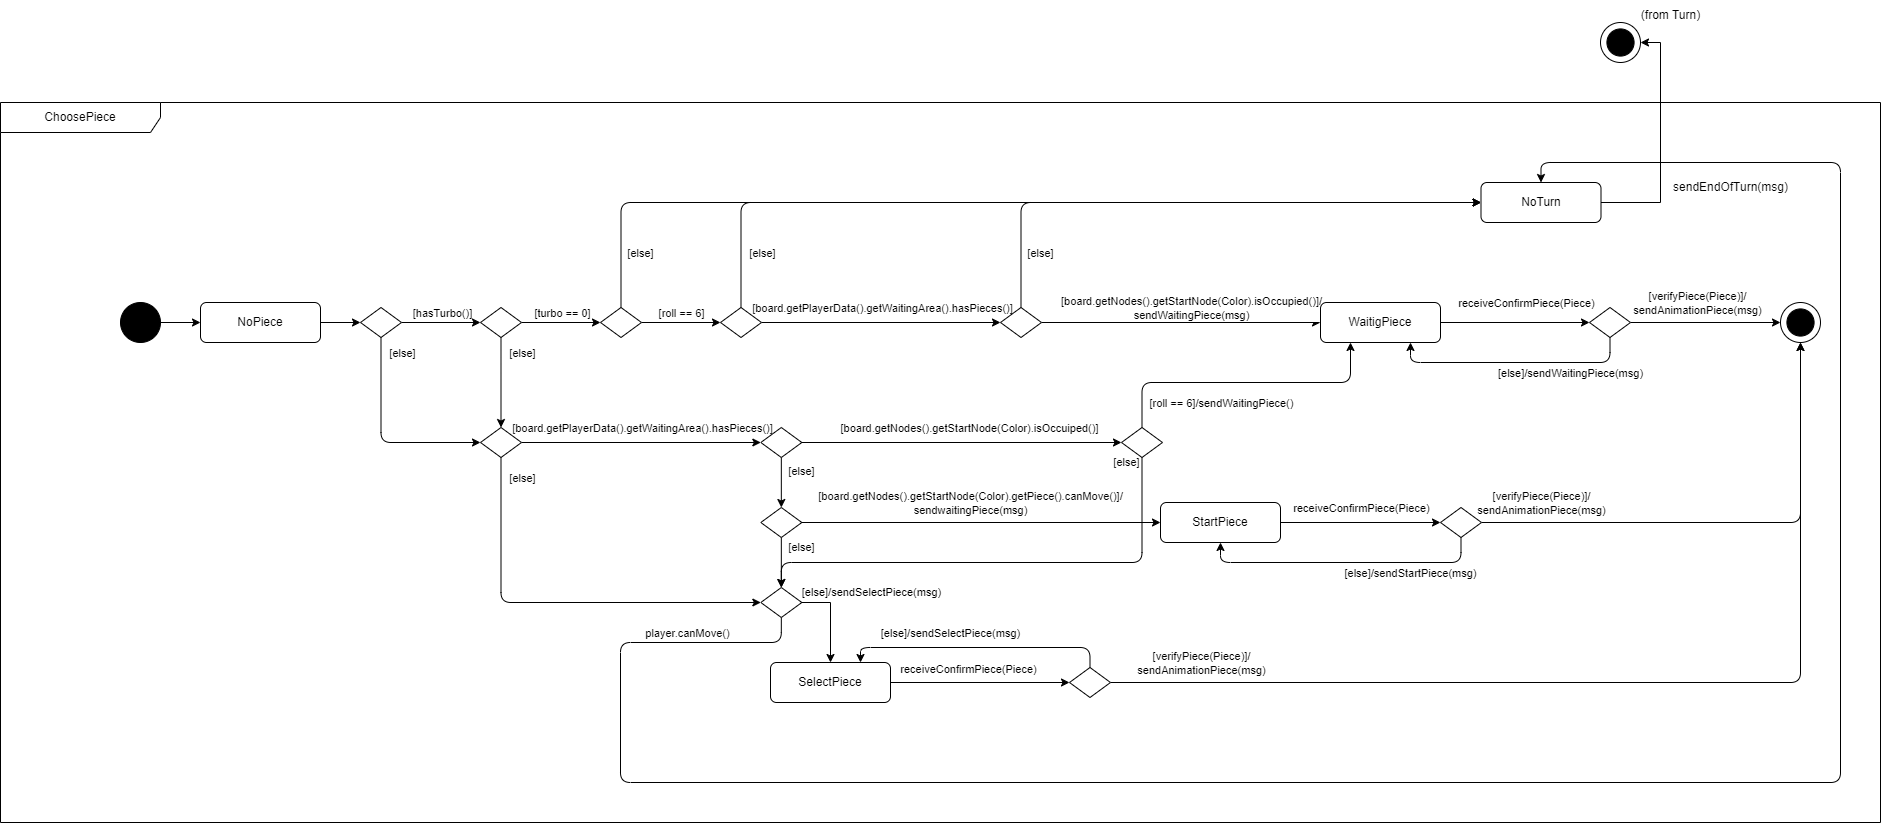 (from Turn)
ChoosePiece
sendEndOfTurn(msg)
NoTurn
[else]
[else]
[else]
[board.getNodes().getStartNode(Color).isOccupied()]/
sendWaitingPiece(msg)
[verifyPiece(Piece)]/
sendAnimationPiece(msg)
receiveConfirmPiece(Piece)
[hasTurbo()]
[turbo == 0]
[roll == 6]
[board.getPlayerData().getWaitingArea().hasPieces()]
NoPiece
WaitigPiece
[else]
[else]
[else]/sendWaitingPiece(msg)
[roll == 6]/sendWaitingPiece()
[board.getPlayerData().getWaitingArea().hasPieces()]
[board.getNodes().getStartNode(Color).isOccuiped()]
[else]
[else]
[else]
[board.getNodes().getStartNode(Color).getPiece().canMove()]/
sendwaitingPiece(msg)
[verifyPiece(Piece)]/
sendAnimationPiece(msg)
receiveConfirmPiece(Piece)
StartPiece
[else]
[else]/sendStartPiece(msg)
[else]/sendSelectPiece(msg)
player.canMove()
[else]/sendSelectPiece(msg)
[verifyPiece(Piece)]/
sendAnimationPiece(msg)
receiveConfirmPiece(Piece)
SelectPiece